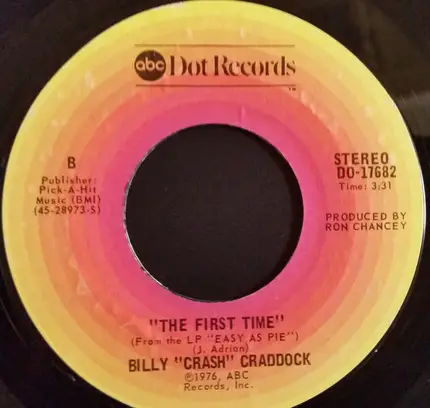 abc Dot Records
TM
B
Publisher:
Pick-A-Hit
Music (BMI)
(45-28973-S)
STEREO
DO-17682
Time: 3:31
PRODUCED BY
RON CHANCEY
"THE FIRST TIME"
(From the LP "EASY AS PIE")
(J. Adrian)
BILLY "CRASH" CRADDOCK
℗1976, ABC
Records, Inc.